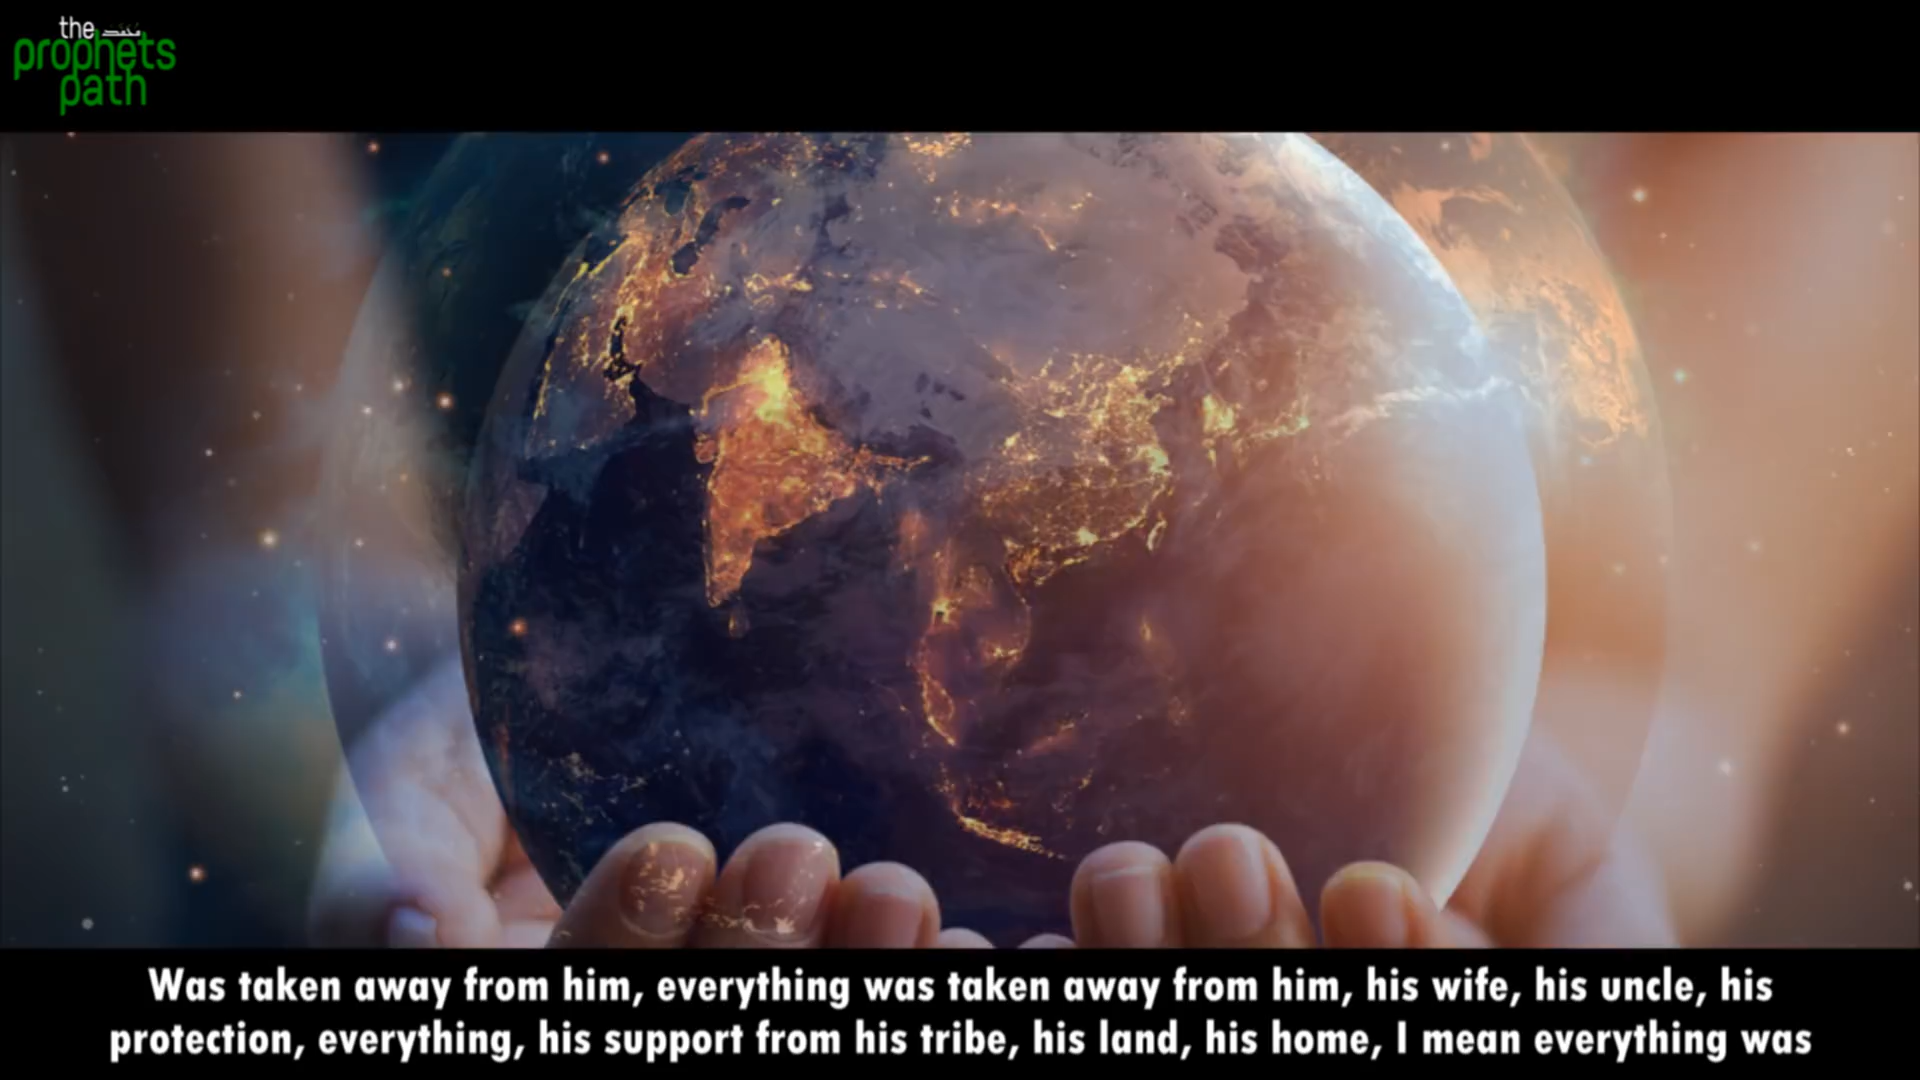 the محمد
prophets
path
Was taken away from him, everything was taken away from him, his wife, his uncle, his
protection, everything, his support from his tribe, his land, his home, I mean everything was